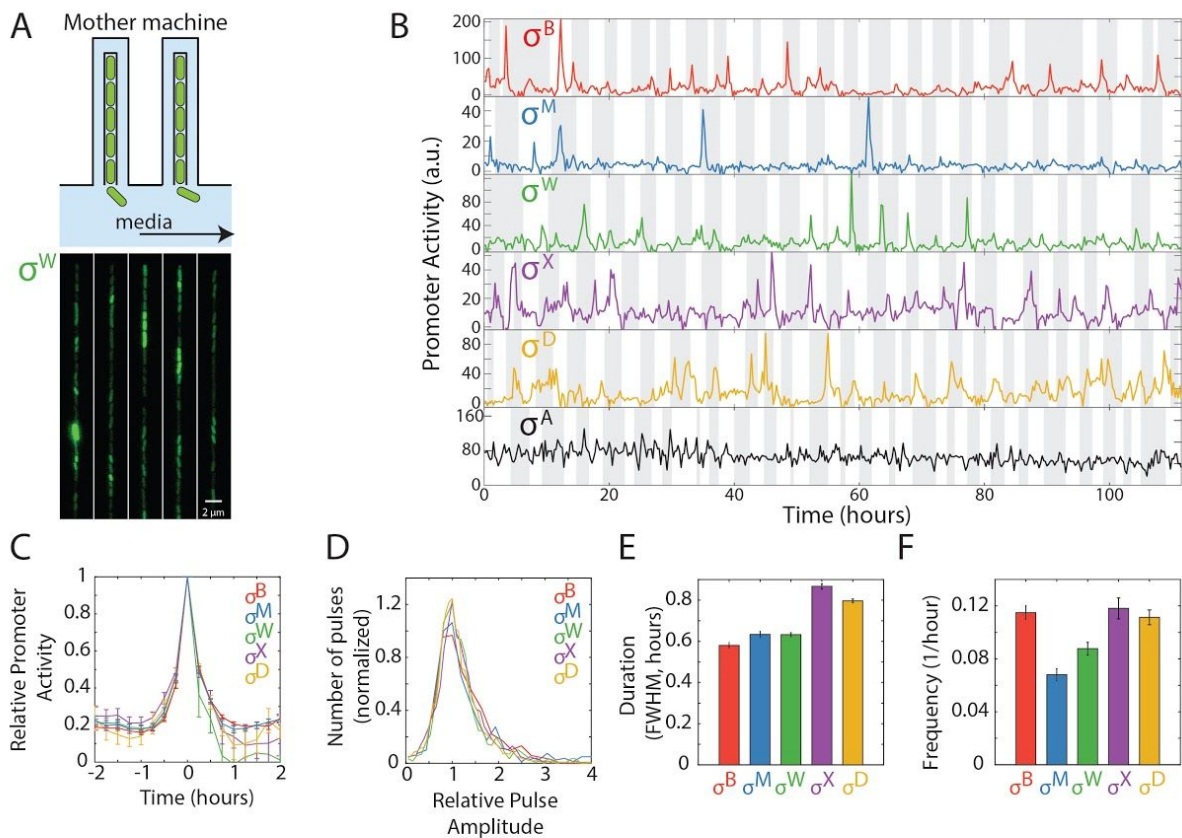 A
Mother machine
media
σW
2 μm
B
Promoter Activity (a.u.)
200
100
0
σB
40
20
0
σM
80
40
0
σW
40
20
0
σX
80
40
0
σD
160
80
0
σA
0 20 40 60 80 100
Time (hours)
C
Relative Promoter
Activity
1
0.8
0.6
0.4
0.2
0
-2 -1 0 1 2
Time (hours)
σB
σM
σW
σX
σD
D
Number of pulses
(normalized)
1.2
0.8
0.4
0
0 1 2 3 4
Relative Pulse
Amplitude
σB
σM
σW
σX
σD
E
Duration
(FWHM, hours)
0.8
0.6
0.4
0.2
0
σB σM σW σX σD
F
Frequency (1/hour)
0.12
0.08
0.04
0
σB σM σW σX σD